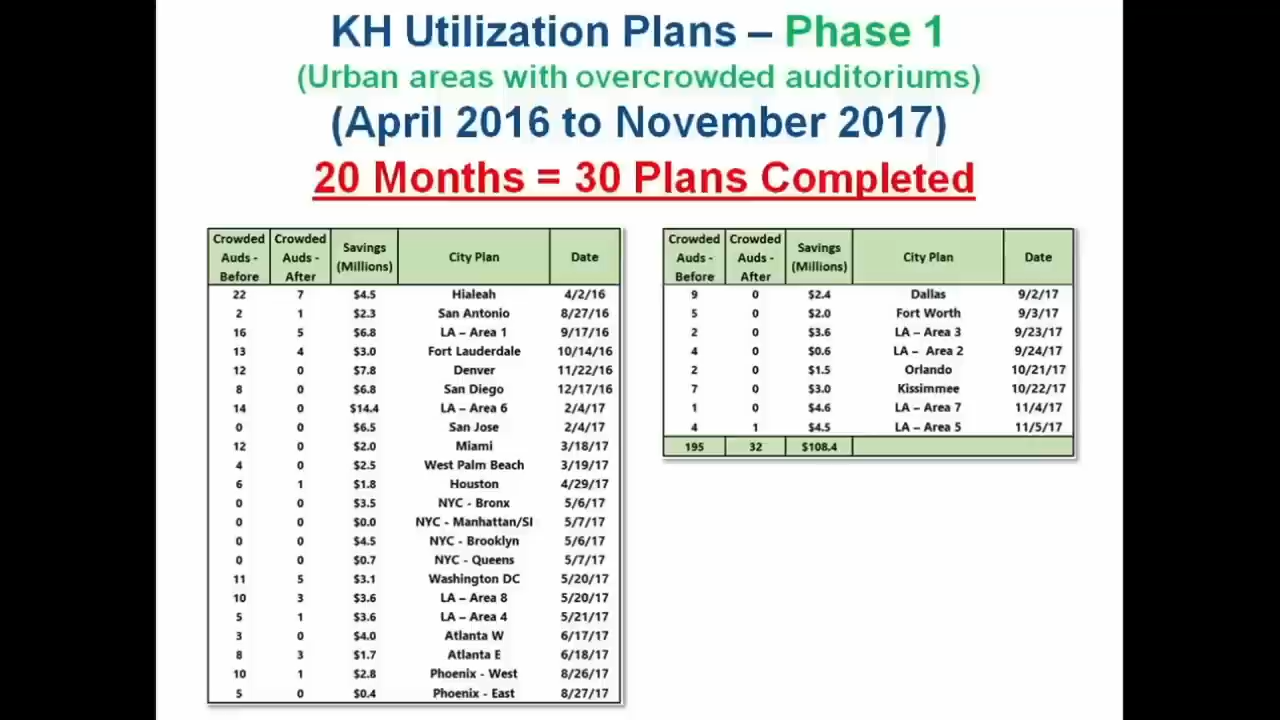 KH Utilization Plans – Phase 1
(Urban areas with overcrowded auditoriums)
(April 2016 to November 2017)
20 Months = 30 Plans Completed
Crowded Auds - Before Crowded Auds - After Savings (Millions) City Plan Date
22 7 $4.5 Hialeah 4/2/16
2 1 $2.3 San Antonio 8/27/16
16 5 $6.8 LA – Area 1 9/17/16
13 4 $3.0 Fort Lauderdale 10/14/16
12 0 $7.8 Denver 11/22/16
8 0 $6.8 San Diego 12/17/16
14 0 $14.4 LA – Area 6 2/4/17
0 0 $6.5 San Jose 2/4/17
12 0 $2.0 Miami 3/18/17
4 0 $2.5 West Palm Beach 3/19/17
6 1 $1.8 Houston 4/29/17
0 0 $3.5 NYC - Bronx 5/6/17
0 0 $0.0 NYC - Manhattan/SI 5/7/17
0 0 $4.5 NYC - Brooklyn 5/6/17
0 0 $0.7 NYC - Queens 5/7/17
11 5 $3.1 Washington DC 5/20/17
10 3 $3.6 LA – Area 8 5/20/17
5 1 $3.6 LA – Area 4 5/21/17
3 0 $4.0 Atlanta W 6/17/17
8 3 $1.7 Atlanta E 6/18/17
10 1 $2.8 Phoenix - West 8/26/17
5 0 $0.4 Phoenix - East 8/27/17
Crowded Auds - Before Crowded Auds - After Savings (Millions) City Plan Date
9 0 $2.4 Dallas 9/2/17
5 0 $2.0 Fort Worth 9/3/17
2 0 $3.6 LA – Area 3 9/23/17
4 0 $0.6 LA – Area 2 9/24/17
2 0 $1.5 Orlando 10/21/17
7 0 $3.0 Kissimmee 10/22/17
1 0 $4.6 LA – Area 7 11/4/17
4 1 $4.5 LA – Area 5 11/5/17
195 32 $108.4